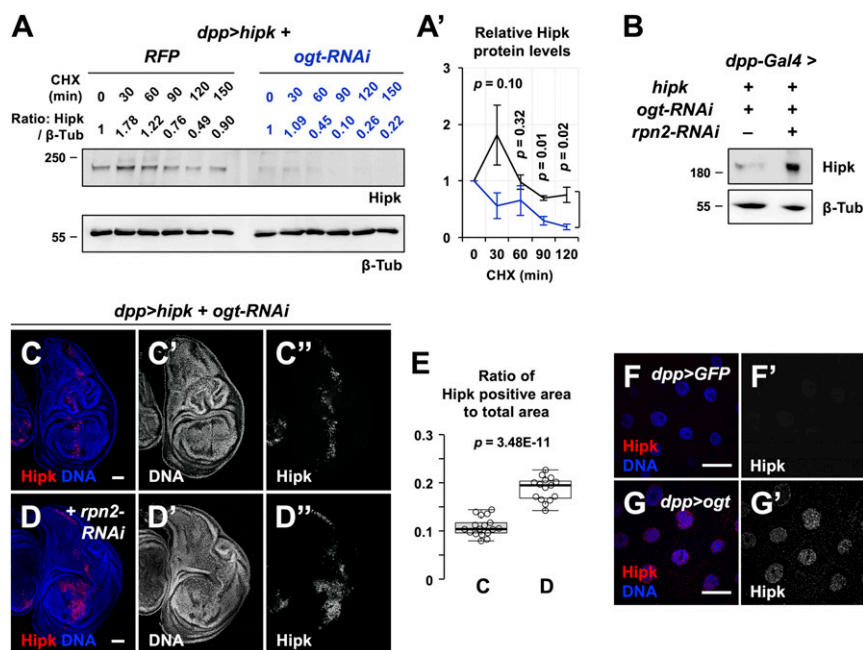 A
dpp>hipk +
RFP
ogt-RNAi
CHX (min)
0 30 60 90 120 150 0 30 60 90 120 150
Ratio: Hipk / β-Tub
1 1.78 1.22 0.76 0.49 0.90 1 1.09 0.45 0.10 0.26 0.22
250
Hipk
55
β-Tub
A'
Relative Hipk
protein levels
3
2
1
0
p = 0.10
p = 0.32
p = 0.01
p = 0.02
0 30 60 90 120
CHX (min)
B
dpp-Gal4 >
hipk + +
ogt-RNAi + +
rpn2-RNAi – +
180
Hipk
55
β-Tub
dpp>hipk + ogt-RNAi
C
Hipk DNA
C'
DNA
C''
Hipk
D
+ rpn2-
RNAi
Hipk DNA
D'
DNA
D''
Hipk
E
Ratio of
Hipk positive area
to total area
p = 3.48E-11
0.3
0.2
0.1
0
C D
F
dpp>GFP
Hipk
DNA
F'
Hipk
G
dpp>ogt
Hipk
DNA
G'
Hipk